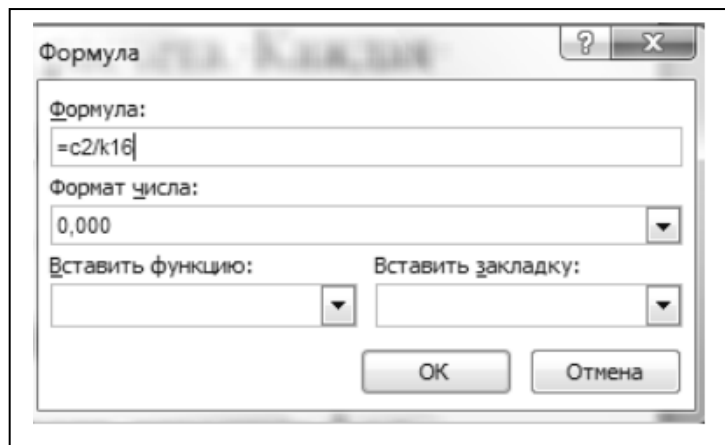 Формула
Формула:
=c2/k16
Формат числа:
0,000
Вставить функцию: Вставить закладку:
ОК Отмена